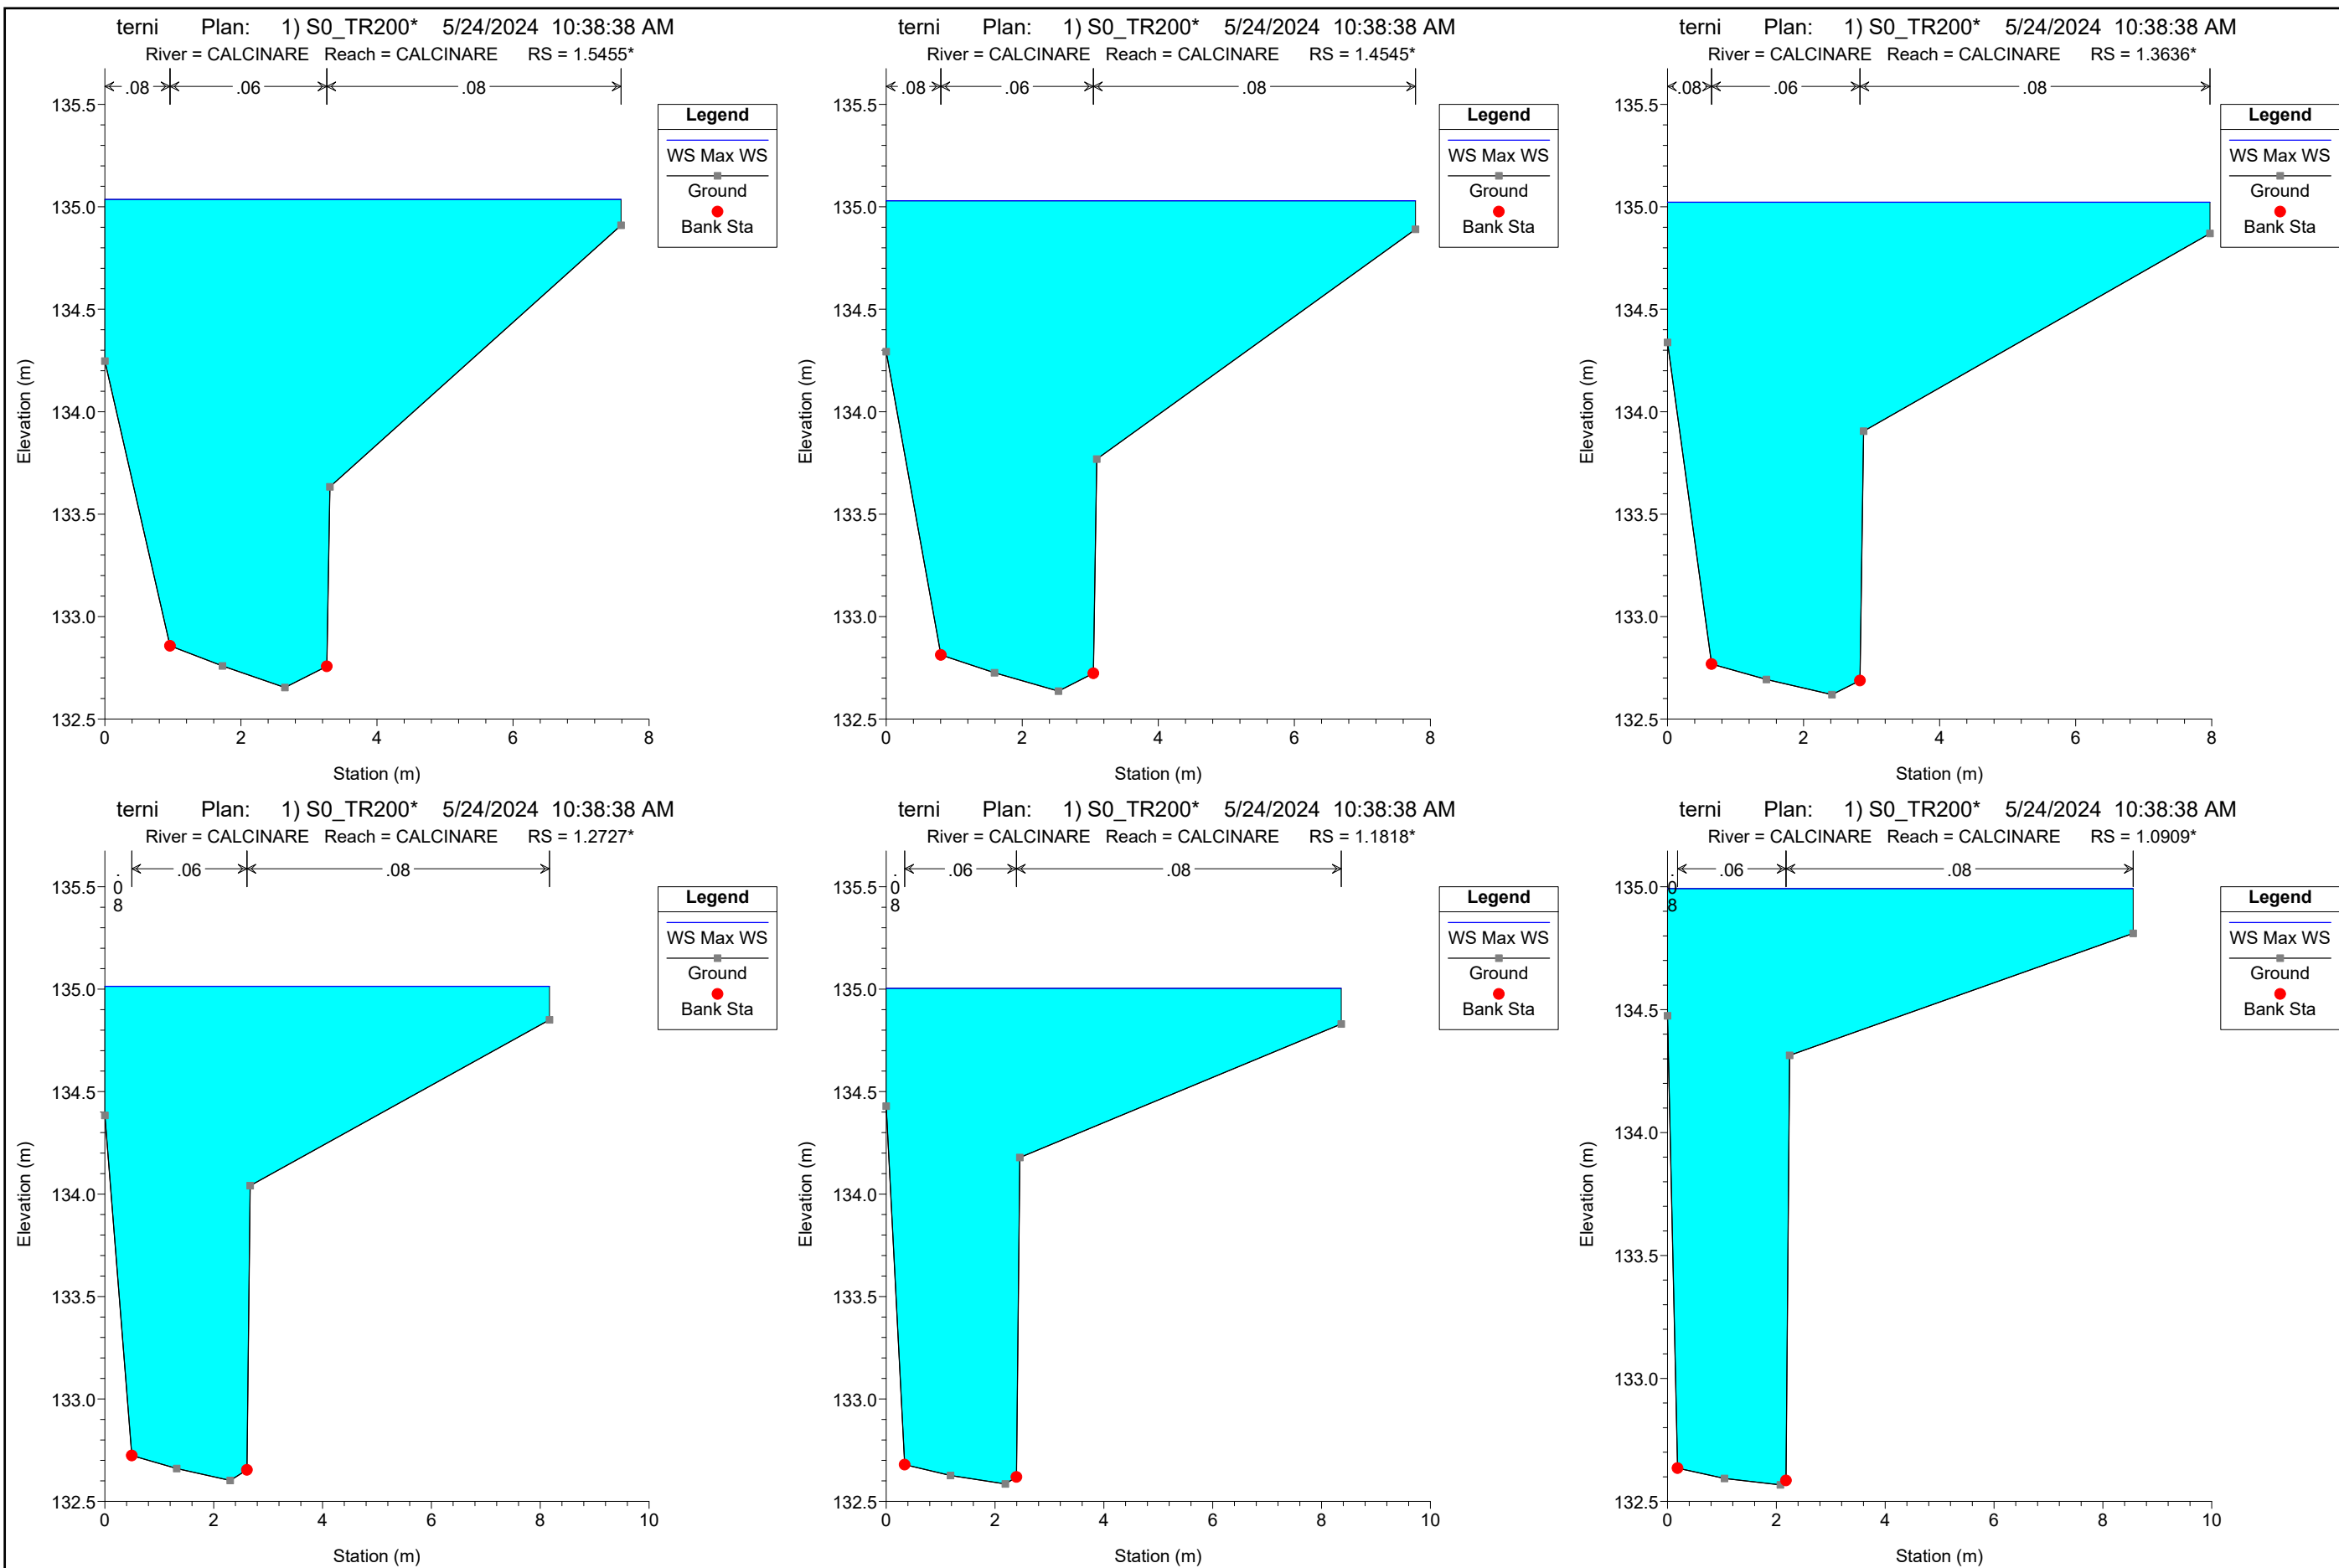 terni Plan: 1) S0_TR200* 5/24/2024 10:38:38 AM
River = CALCINARE Reach = CALCINARE RS = 1.5455*
.08 .06 .08
135.5
135.0
134.5
134.0
133.5
133.0
132.5
0 2 4 6 8
Station (m)
Elevation (m)
Legend
WS Max WS
Ground
Bank Sta
terni Plan: 1) S0_TR200* 5/24/2024 10:38:38 AM
River = CALCINARE Reach = CALCINARE RS = 1.4545*
.08 .06 .08
135.5
135.0
134.5
134.0
133.5
133.0
132.5
0 2 4 6 8
Station (m)
Elevation (m)
Legend
WS Max WS
Ground
Bank Sta
terni Plan: 1) S0_TR200* 5/24/2024 10:38:38 AM
River = CALCINARE Reach = CALCINARE RS = 1.3636*
.08 .06 .08
135.5
135.0
134.5
134.0
133.5
133.0
132.5
0 2 4 6 8
Station (m)
Elevation (m)
Legend
WS Max WS
Ground
Bank Sta
terni Plan: 1) S0_TR200* 5/24/2024 10:38:38 AM
River = CALCINARE Reach = CALCINARE RS = 1.2727*
.08 .06 .08
135.5
135.0
134.5
134.0
133.5
133.0
132.5
0 2 4 6 8 10
Station (m)
Elevation (m)
Legend
WS Max WS
Ground
Bank Sta
terni Plan: 1) S0_TR200* 5/24/2024 10:38:38 AM
River = CALCINARE Reach = CALCINARE RS = 1.1818*
.08 .06 .08
135.5
135.0
134.5
134.0
133.5
133.0
132.5
0 2 4 6 8 10
Station (m)
Elevation (m)
Legend
WS Max WS
Ground
Bank Sta
terni Plan: 1) S0_TR200* 5/24/2024 10:38:38 AM
River = CALCINARE Reach = CALCINARE RS = 1.0909*
.08 .06 .08
135.0
134.5
134.0
133.5
133.0
132.5
0 2 4 6 8 10
Station (m)
Elevation (m)
Legend
WS Max WS
Ground
Bank Sta